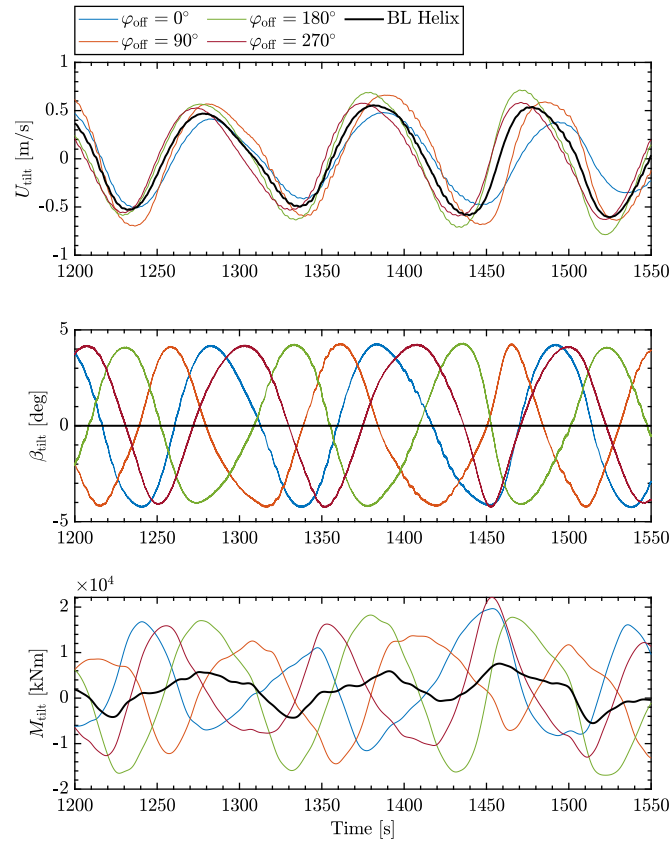 φoff = 0° φoff = 180° BL Helix
φoff = 90° φoff = 270°
1
0.5
0
-0.5
-1
Utilt [m/s]
1200 1250 1300 1350 1400 1450 1500 1550
5
0
-5
βtilt [deg]
1200 1250 1300 1350 1400 1450 1500 1550
×10⁴
2
1
0
-1
-2
Mtilt [kNm]
1200 1250 1300 1350 1400 1450 1500 1550
Time [s]